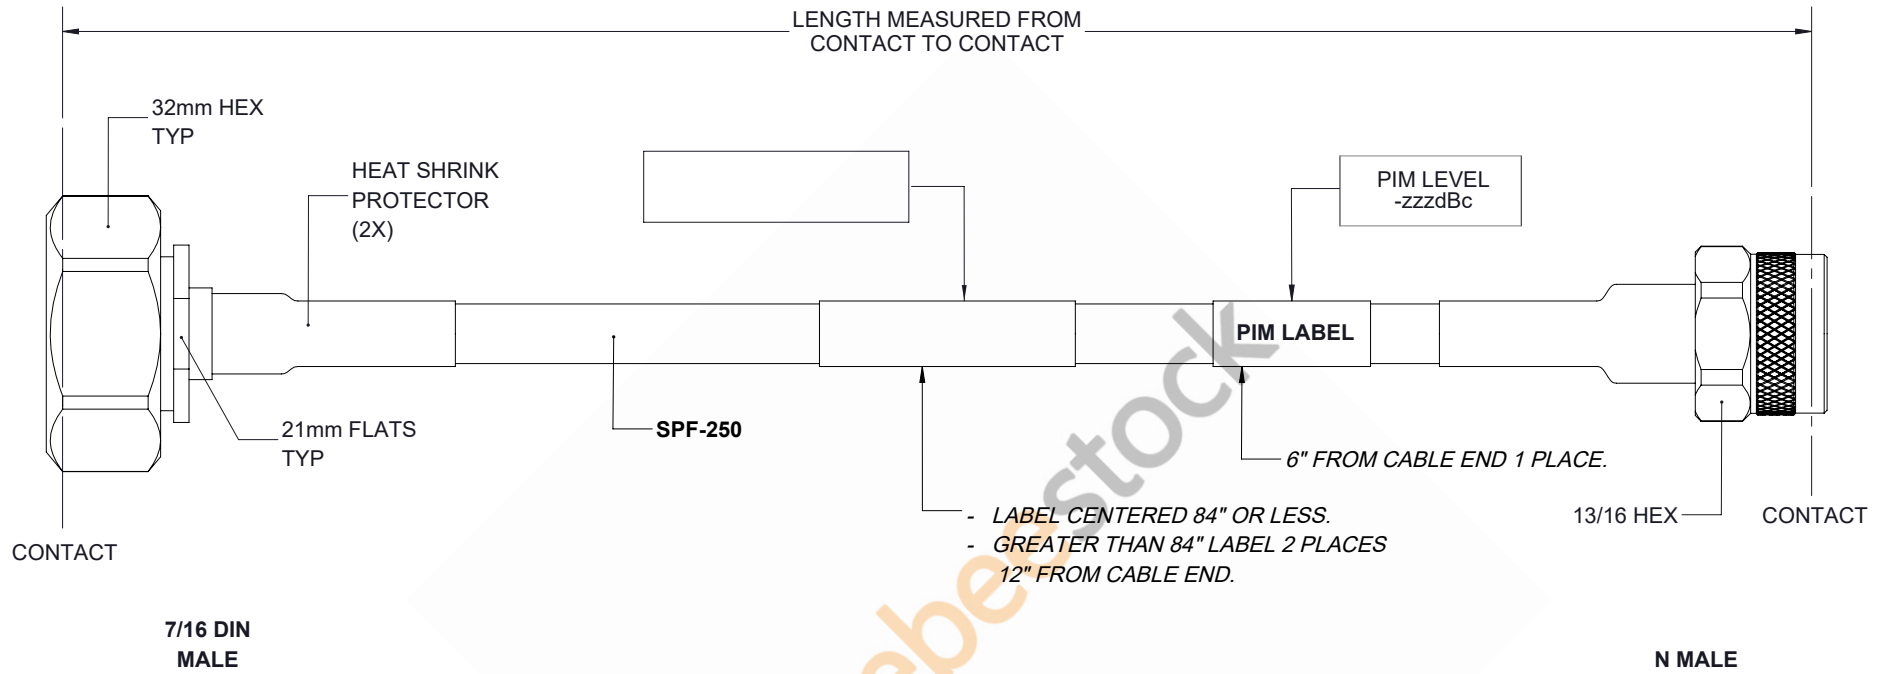 LENGTH MEASURED FROM
CONTACT TO CONTACT
32mm HEX
TYP
HEAT SHRINK
PROTECTOR
(2X)
PIM LEVEL
-zzzdBc
PIM LABEL
21mm FLATS
TYP
SPF-250
6" FROM CABLE END 1 PLACE.
- LABEL CENTERED 84" OR LESS.
- GREATER THAN 84" LABEL 2 PLACES
12" FROM CABLE END.
13/16 HEX
CONTACT
CONTACT
7/16 DIN
MALE
N MALE
ebeestock